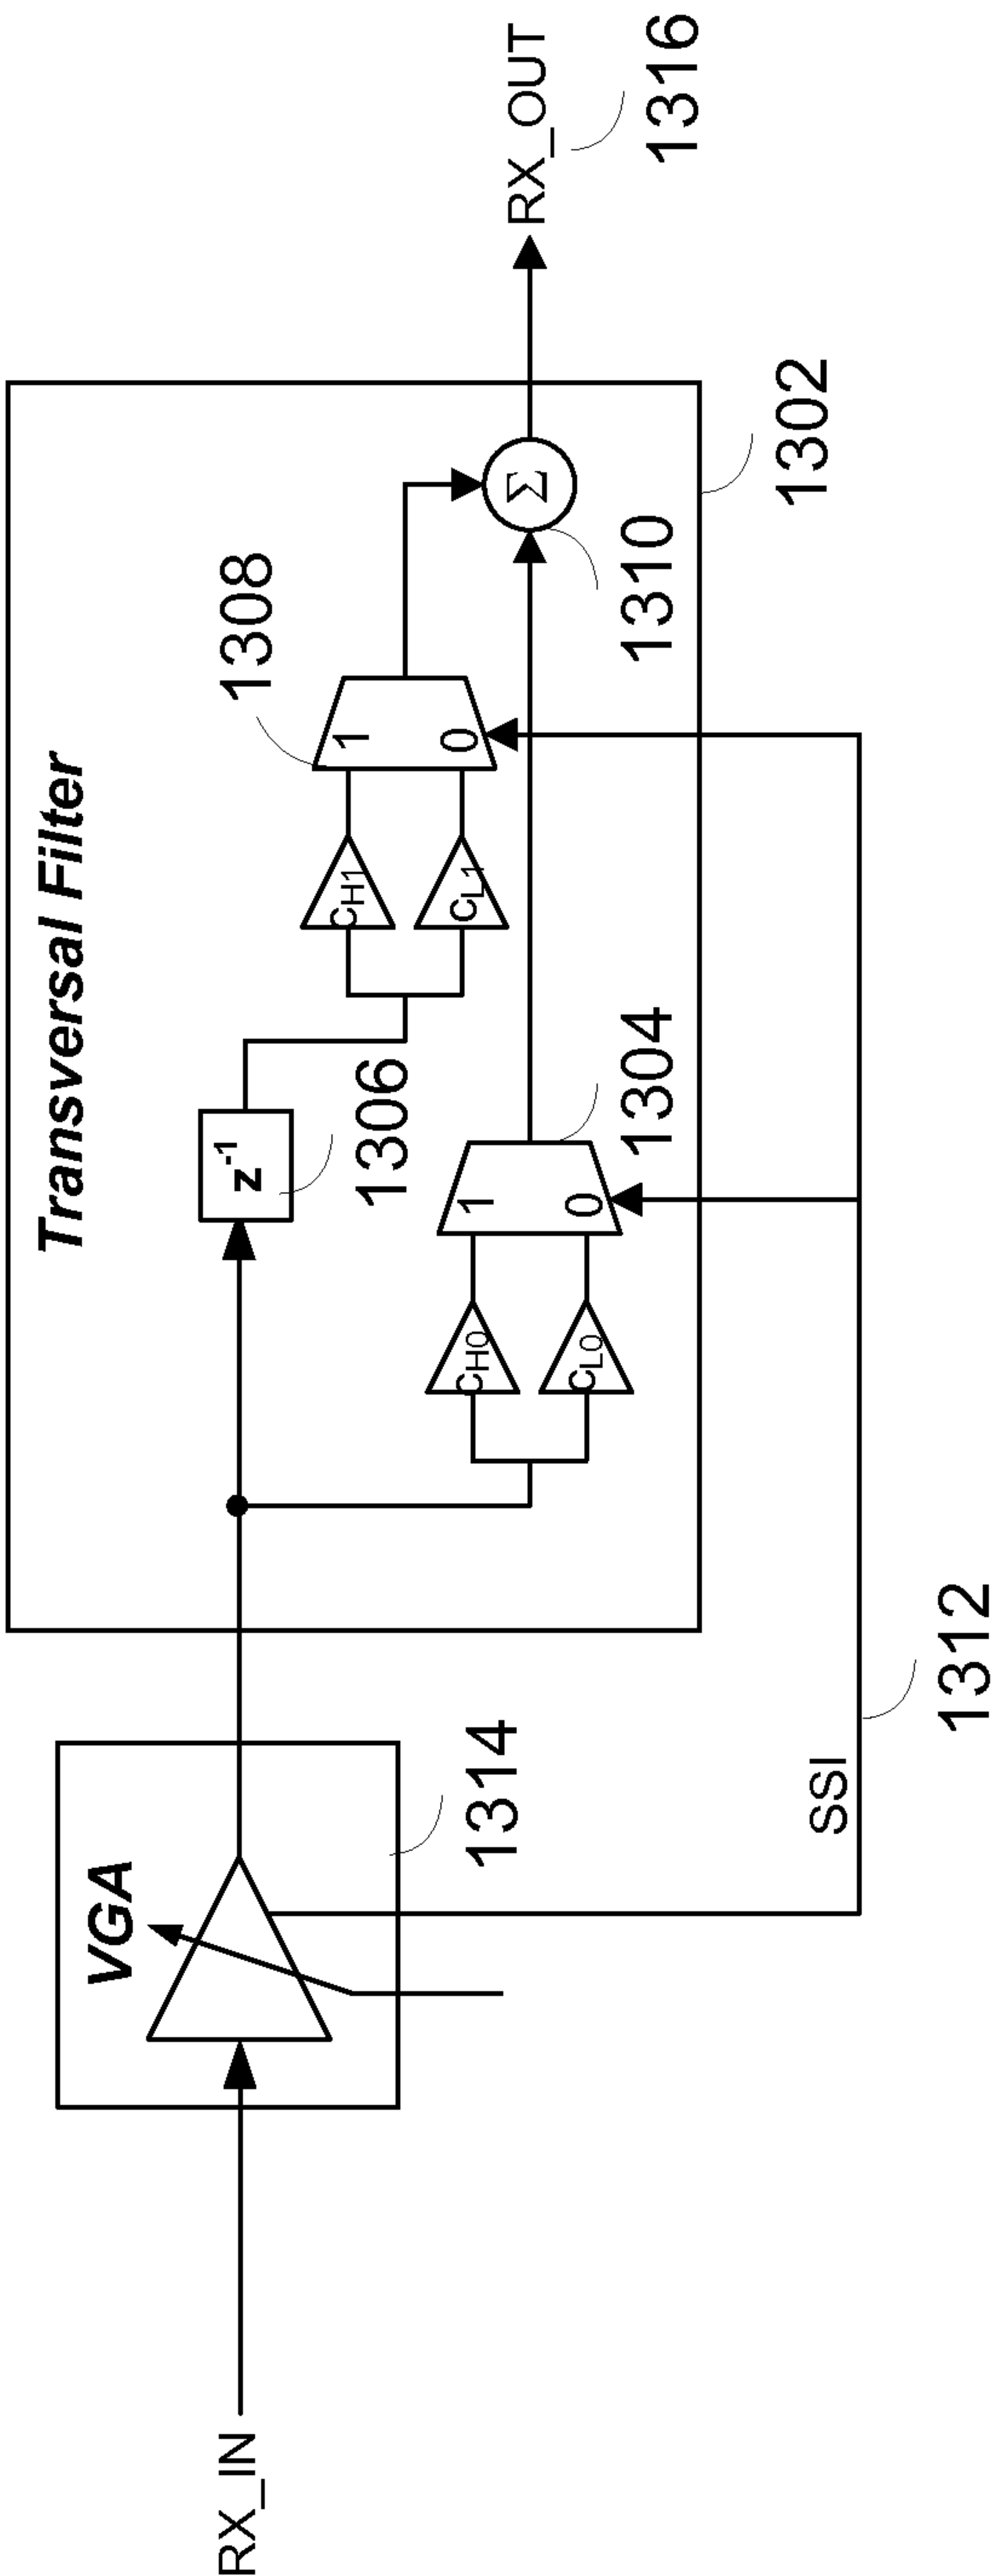 Transversal Filter
VGA
RX_IN
1314
SSI
1312
z-1
1306
CH0
CL0
1
0
1304
CH1
CL1
1
0
1308
Σ
1310
1302
RX_OUT
1316